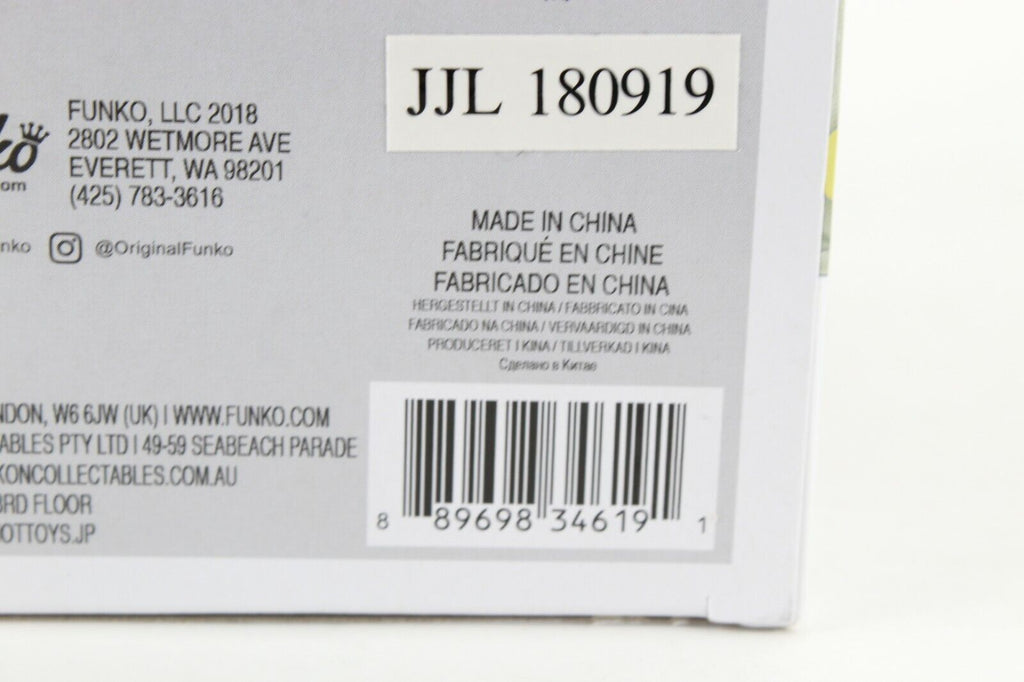 JJL 180919
FUNKO, LLC 2018
2802 WETMORE AVE
EVERETT, WA 98201
(425) 783-3616
@OriginalFunko
MADE IN CHINA
FABRIQUÉ EN CHINE
FABRICADO EN CHINA
HERGESTELLT IN CHINA / FABBRICATO IN CINA
FABRICADO NA CHINA / VERVAARDIGD IN CHINA
PRODUCERET I KINA / TILLVERKAD I KINA
Сделано в Китае
W6 6JW (UK) | WWW.FUNKO.COM
PTY LTD | 49-59 SEABEACH PARADE
KONCOLLECTABLES.COM.AU
3RD FLOOR
OTTOYS.JP
8 89698 34619 1